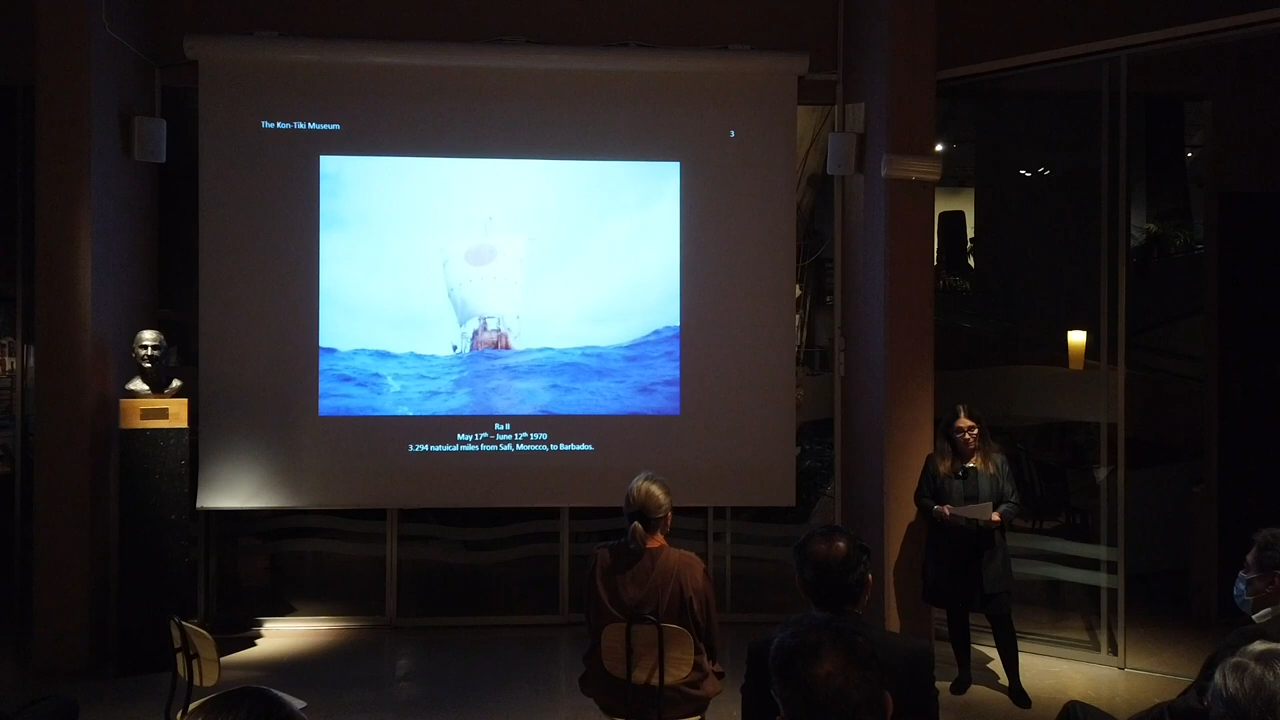 The Kon-Tiki Museum
3
Ra II
May 17th – June 12th 1970
3.294 natuical miles from Safi, Morocco, to Barbados.